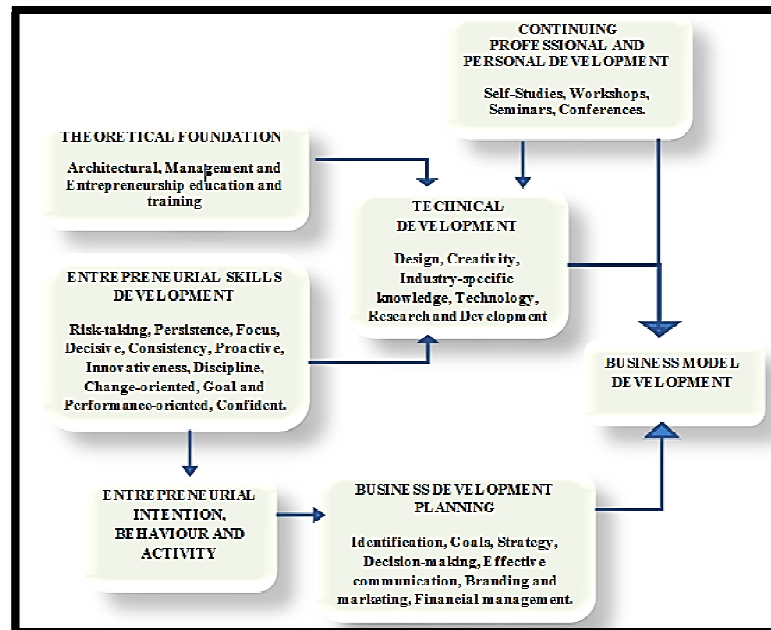 CONTINUING
PROFESSIONAL AND
PERSONAL DEVELOPMENT
Self-Studies, Workshops,
Seminars, Conferences.
THEORETICAL FOUNDATION
Architectural, Management and
Entrepreneurship education and
training
TECHNICAL
DEVELOPMENT
Design, Creativity,
Industry-specific
knowledge, Technology,
Research and Development
ENTREPRENEURIAL SKILLS
DEVELOPMENT
Risk-taking, Persistence, Focus,
Decisive, Consistency, Proactive,
Innovativeness, Discipline,
Change-oriented, Goal and
Performance-oriented, Confident.
BUSINESS MODEL
DEVELOPMENT
ENTREPRENEURIAL
INTENTION,
BEHAVIOUR AND
ACTIVITY
BUSINESS DEVELOPMENT
PLANNING
Identification, Goals, Strategy,
Decision-making, Effective
communication, Branding and
marketing, Financial management.